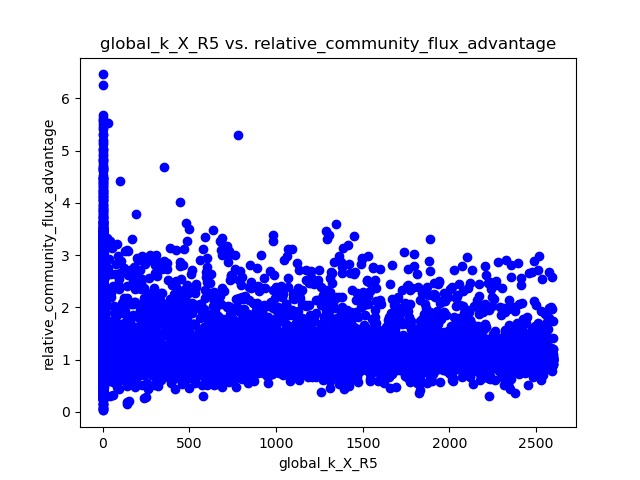 global_k_X_R5 vs. relative_community_flux_advantage
relative_community_flux_advantage
6
5
4
3
2
1
0
0 500 1000 1500 2000 2500
global_k_X_R5